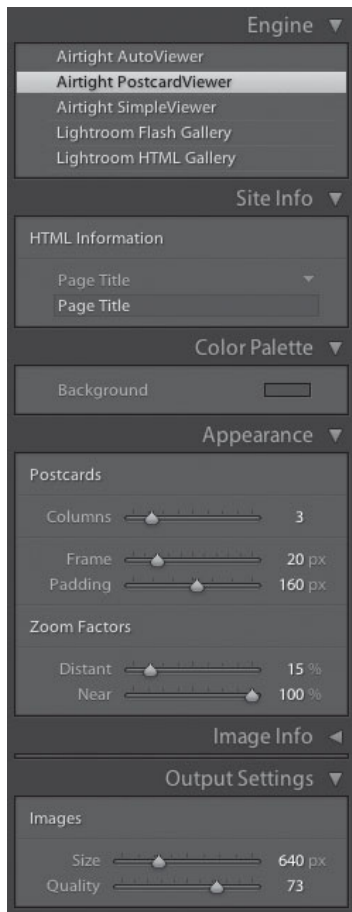 Engine
Airtight AutoViewer
Airtight PostcardViewer
Airtight SimpleViewer
Lightroom Flash Gallery
Lightroom HTML Gallery
Site Info
HTML Information
Page Title
Page Title
Color Palette
Background
Appearance
Postcards
Columns 3
Frame 20 px
Padding 160 px
Zoom Factors
Distant 15 %
Near 100 %
Image Info
Output Settings
Images
Size 640 px
Quality 73